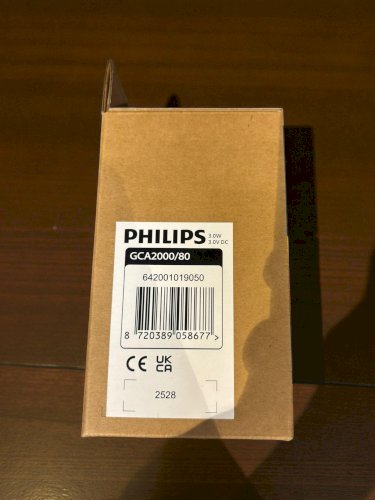 PHILIPS 3.0W
3.0V DC
GCA2000/80
642001019050
8 720389 058677 >
CE UK
CA
2528